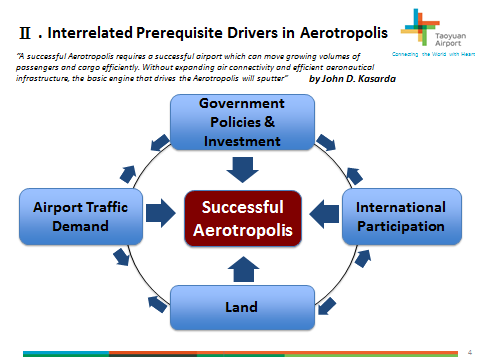 Ⅱ . Interrelated Prerequisite Drivers in Aerotropolis
Taoyuan
Airport
Connecting the World with Heart
"A successful Aerotropolis requires a successful airport which can move growing volumes of
passengers and cargo efficiently. Without expanding air connectivity and efficient aeronautical
infrastructure, the basic engine that drives the Aerotropolis will sputter"
by John D. Kasarda
Government
Policies &
Investment
Airport Traffic
Demand
Successful
Aerotropolis
International
Participation
Land
4